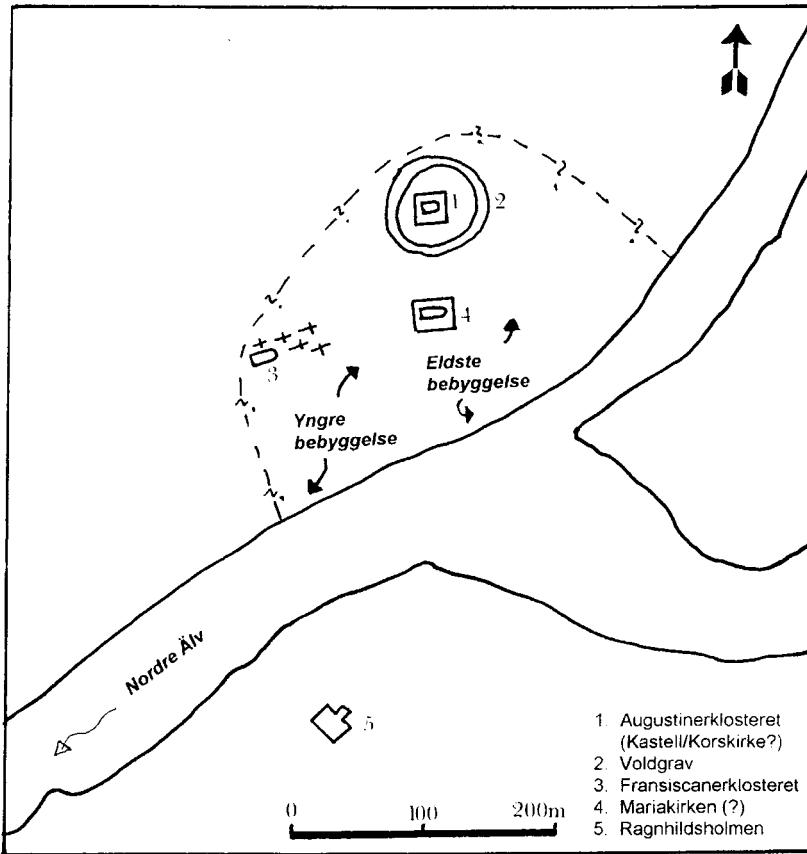 1
2
4
3
Eldste
bebyggelse
Yngre
bebyggelse
Nordre Älv
5
0 100 200m
1. Augustinerklosteret
(Kastell/Korskirke?)
2. Voldgrav
3. Fransiscanerklosteret
4. Mariakirken (?)
5. Ragnhildsholmen